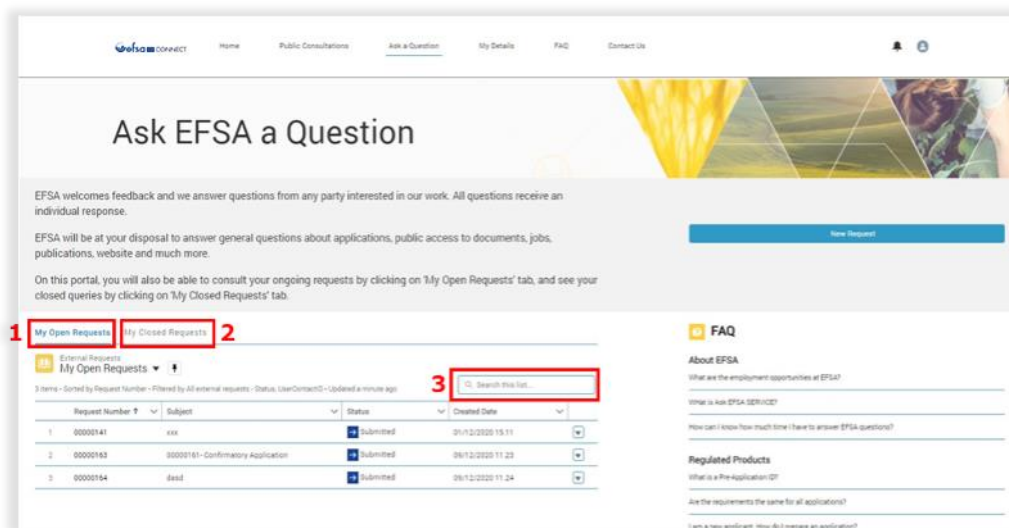 efsa CONNECT
Home
Public Consultations
Ask a Question
My Details
FAQ
Contact Us
Ask EFSA a Question
EFSA welcomes feedback and we answer questions from any party interested in our work. All questions receive an
individual response.
EFSA will be at your disposal to answer general questions about applications, public access to documents, jobs,
publications, website and much more.
On this portal, you will also be able to consult your ongoing requests by clicking on 'My Open Requests' tab, and see your
closed queries by clicking on 'My Closed Requests' tab.
New Request
1 My Open Requests My Closed Requests 2
External Requests
My Open Requests
3 items - Sorted by Request Number - Filtered by All external requests - Status, UserContactID - Updated a minute ago
3 Search this list...
Request Number Subject Status Created Date
1 00000141 xxx Submitted 01/12/2020 15.11
2 00000163 00000161- Confirmatory Application Submitted 09/12/2020 11.23
3 00000164 dasd Submitted 09/12/2020 11.24
FAQ
About EFSA
What are the employment opportunities at EFSA?
What is Ask EFSA SERVICE?
How can I know how much time I have to answer EFSA questions?
Regulated Products
What is a Pre-Application ID?
Are the requirements the same for all applications?
I am a new applicant. How do I prepare an application?